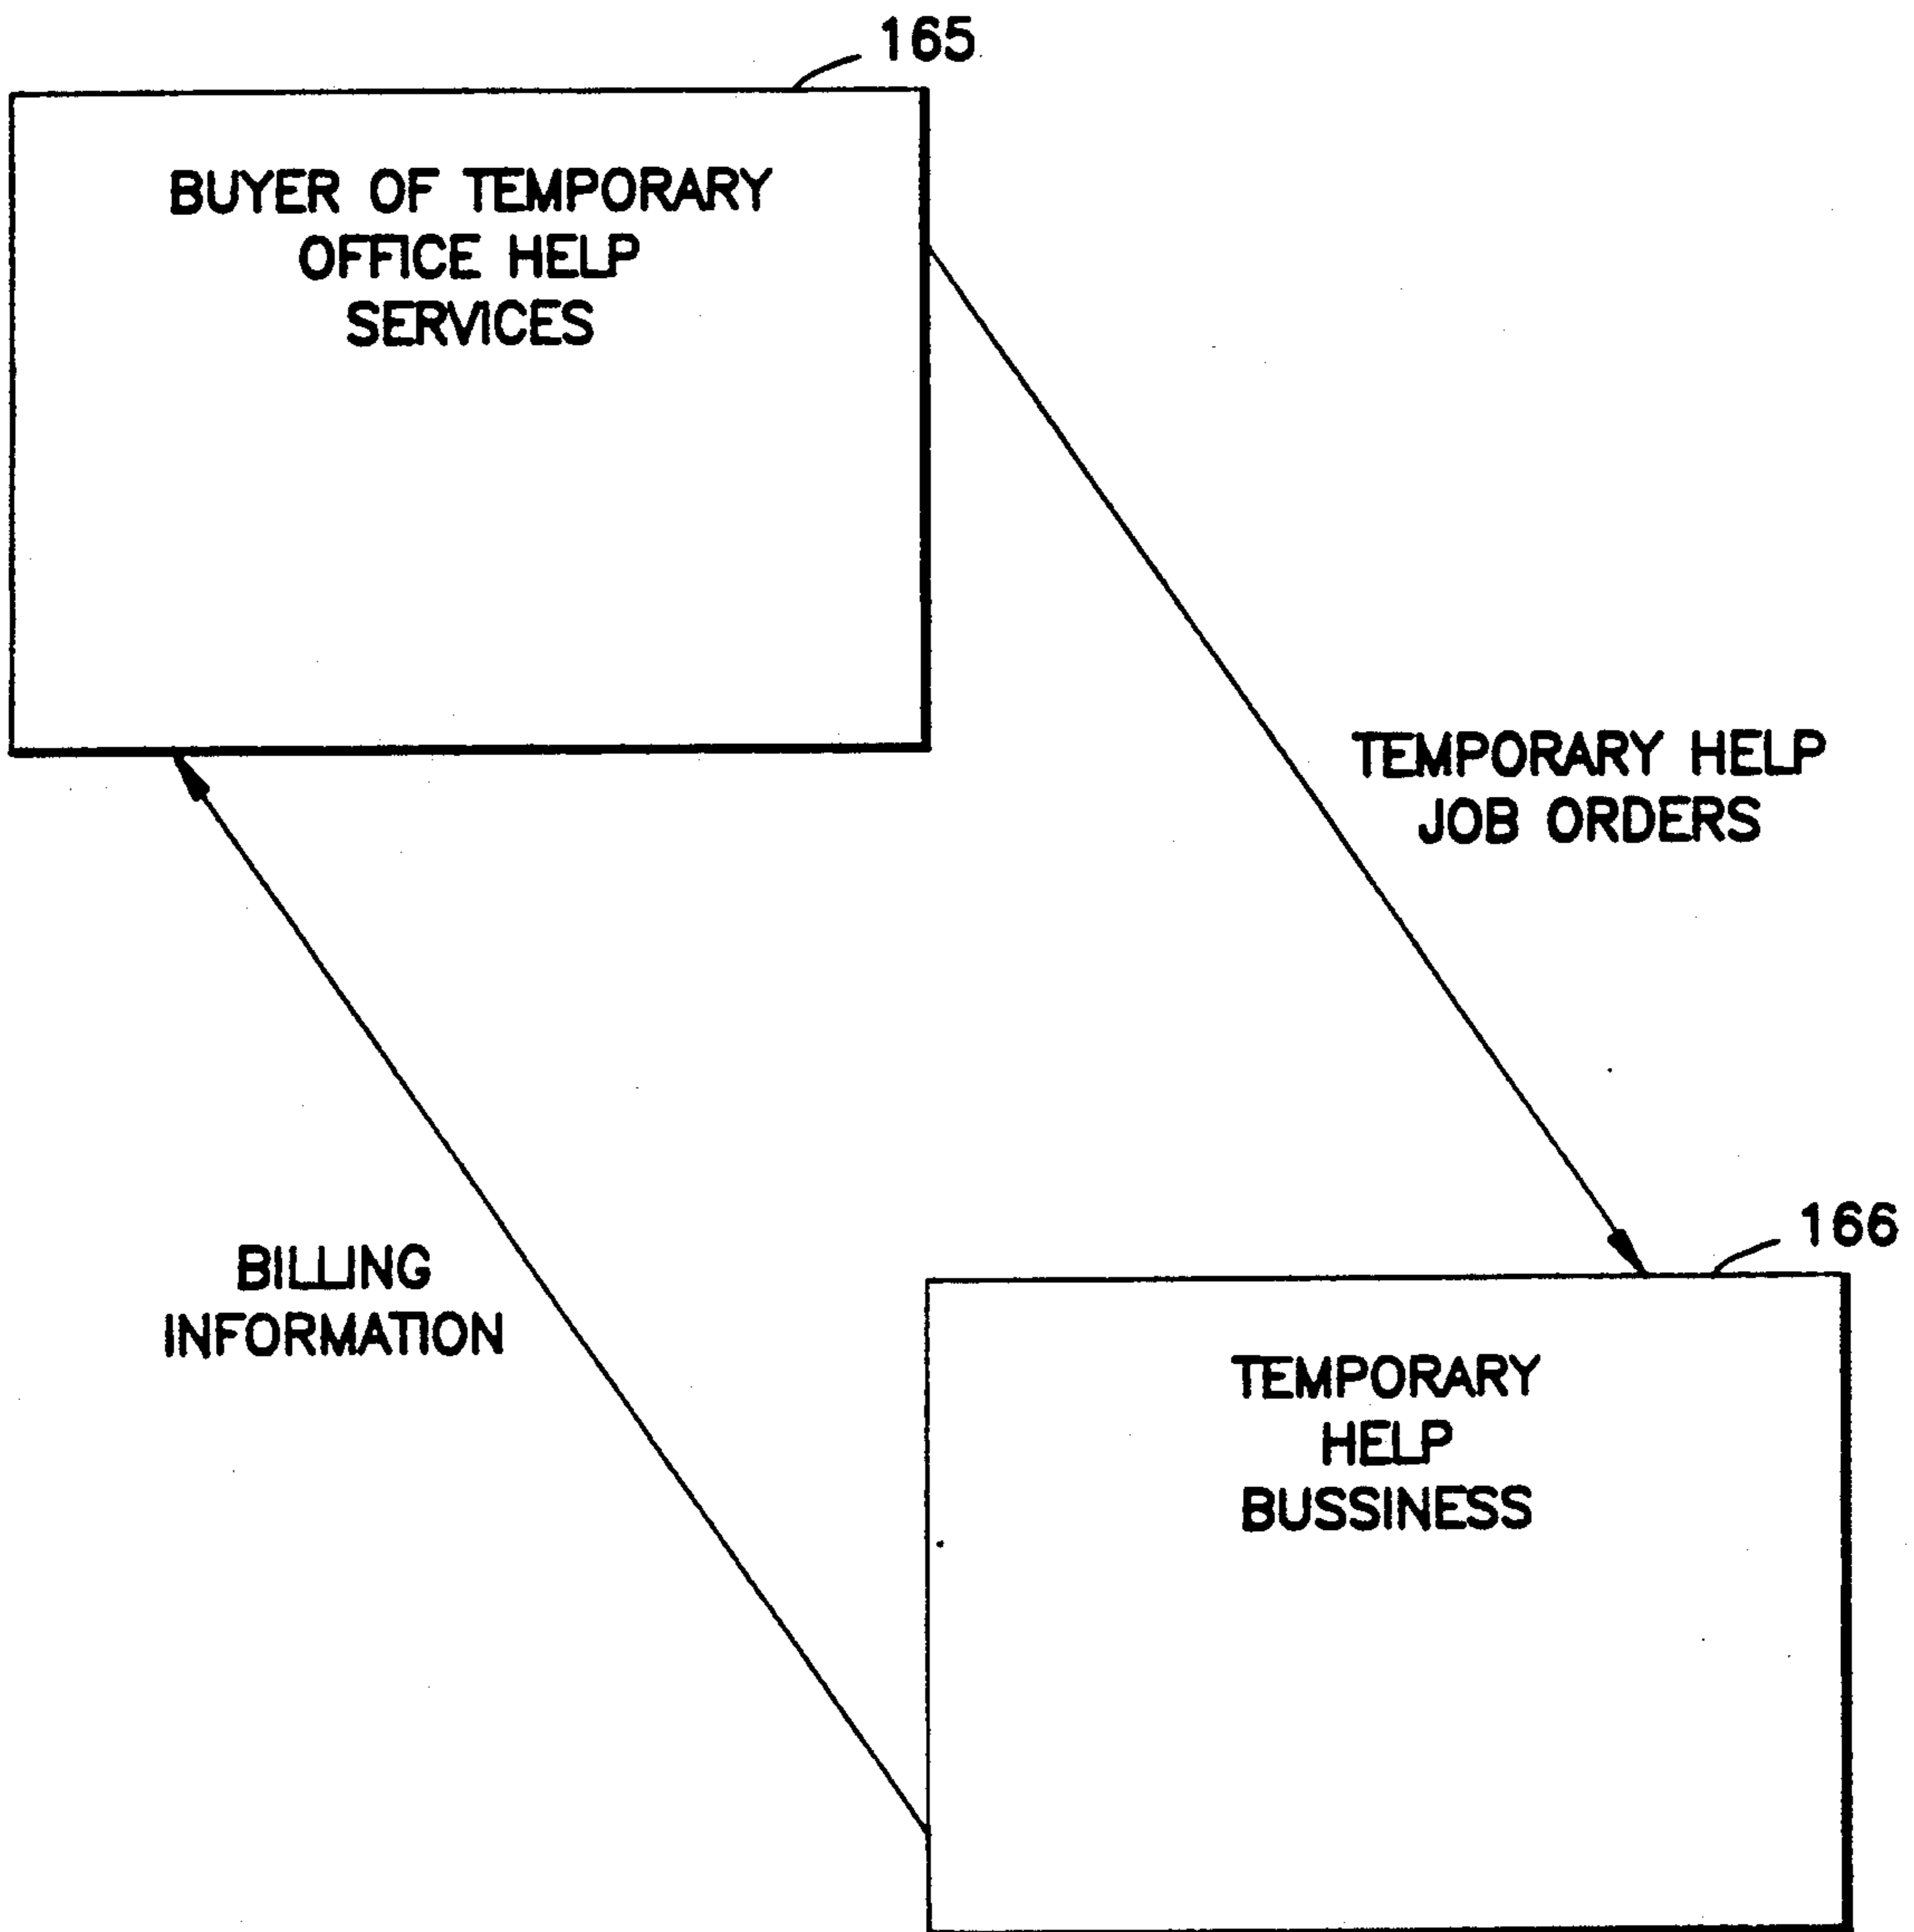 165
BUYER OF TEMPORARY
OFFICE HELP
SERVICES
TEMPORARY HELP
JOB ORDERS
166
BILLING
INFORMATION
TEMPORARY
HELP
BUSSINESS